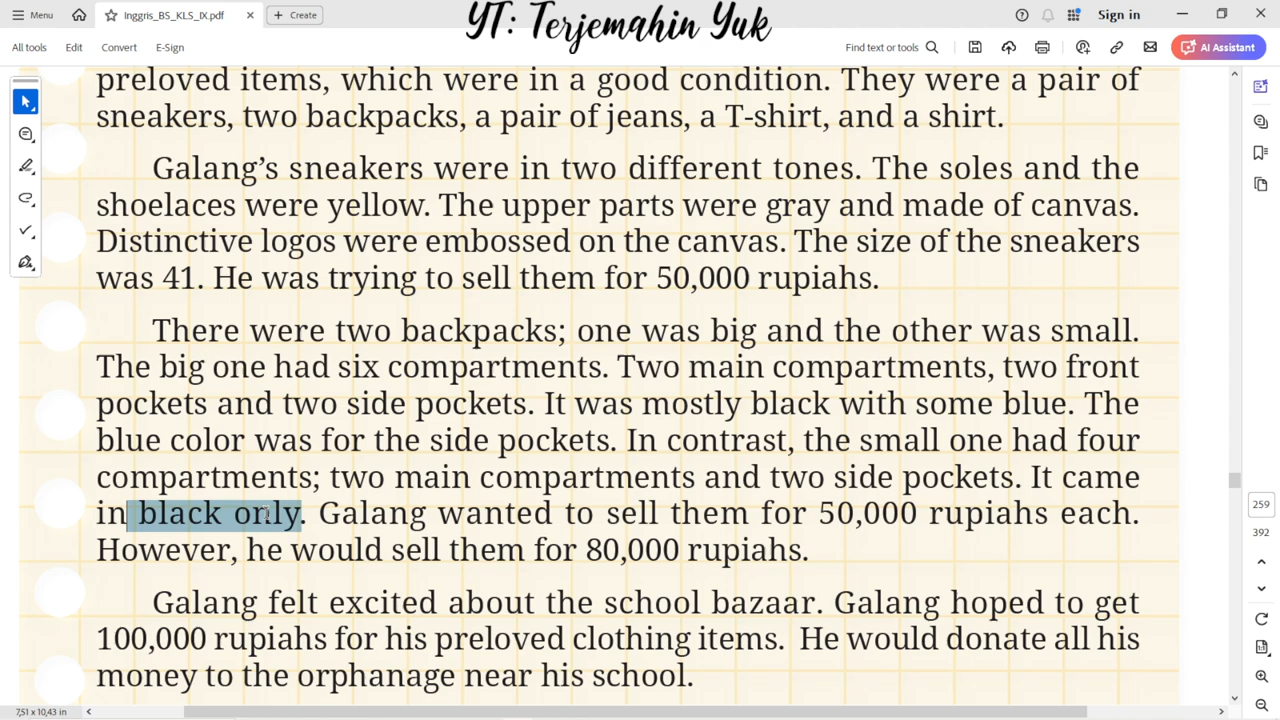 Menu
Inggris_BS_KLS_IX.pdf
Create
YT: Terjemahin Yuk
Sign in
All tools
Edit
Convert
E-Sign
Find text or tools
AI Assistant
preloved items, which were in a good condition. They were a pair of
sneakers, two backpacks, a pair of jeans, a T-shirt, and a shirt.
Galang’s sneakers were in two different tones. The soles and the
shoelaces were yellow. The upper parts were gray and made of canvas.
Distinctive logos were embossed on the canvas. The size of the sneakers
was 41. He was trying to sell them for 50,000 rupiahs.
There were two backpacks; one was big and the other was small.
The big one had six compartments. Two main compartments, two front
pockets and two side pockets. It was mostly black with some blue. The
blue color was for the side pockets. In contrast, the small one had four
compartments; two main compartments and two side pockets. It came
in black only. Galang wanted to sell them for 50,000 rupiahs each.
However, he would sell them for 80,000 rupiahs.
Galang felt excited about the school bazaar. Galang hoped to get
100,000 rupiahs for his preloved clothing items. He would donate all his
money to the orphanage near his school.
259
392
7,51 x 10,43 in